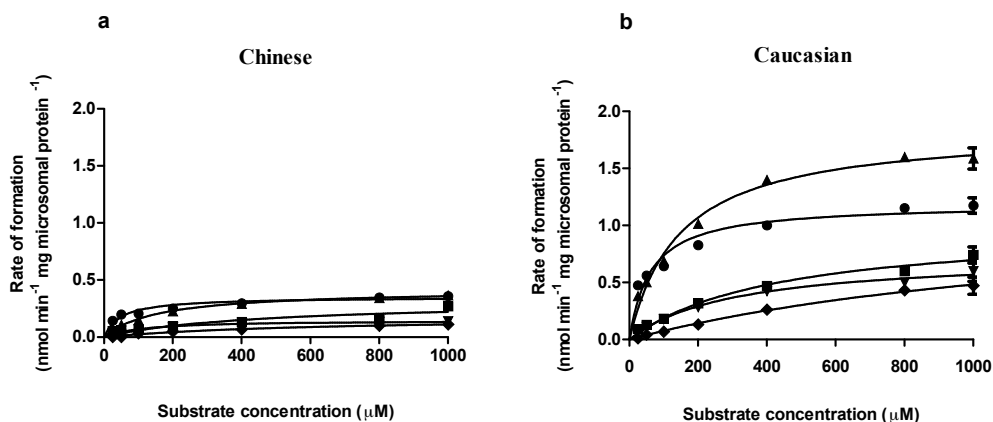 a
Chinese
Rate of formation
(nmol min⁻¹ mg microsomal protein⁻¹)
2.0
1.5
1.0
0.5
0.0
0
200
400
600
800
1000
Substrate concentration (μM)
b
Caucasian
Rate of formation
(nmol min⁻¹ mg microsomal protein⁻¹)
2.0
1.5
1.0
0.5
0.0
0
200
400
600
800
1000
Substrate concentration (μM)